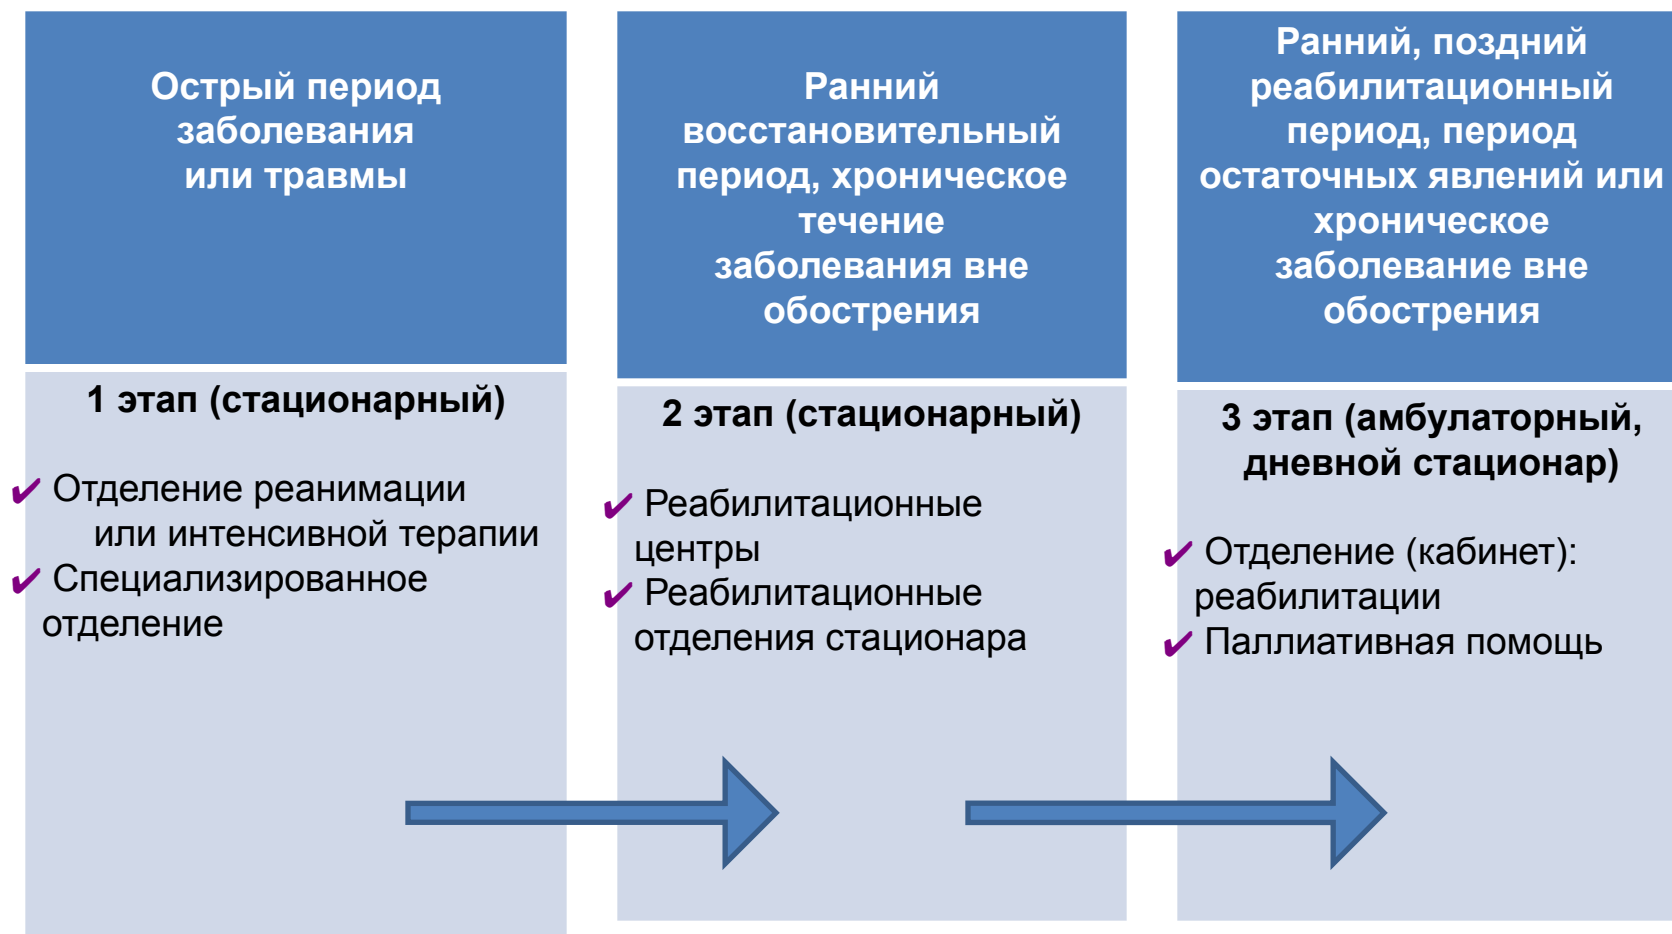 Острый период
заболевания
или травмы
1 этап (стационарный)
✔ Отделение реанимации
или интенсивной терапии
✔ Специализированное
отделение
Ранний
восстановительный
период, хроническое
течение
заболевания вне
обострения
2 этап (стационарный)
✔ Реабилитационные
центры
✔ Реабилитационные
отделения стационара
Ранний, поздний
реабилитационный
период, период
остаточных явлений или
хроническое
заболевание вне
обострения
3 этап (амбулаторный,
дневной стационар)
✔ Отделение (кабинет):
реабилитации
✔ Паллиативная помощь